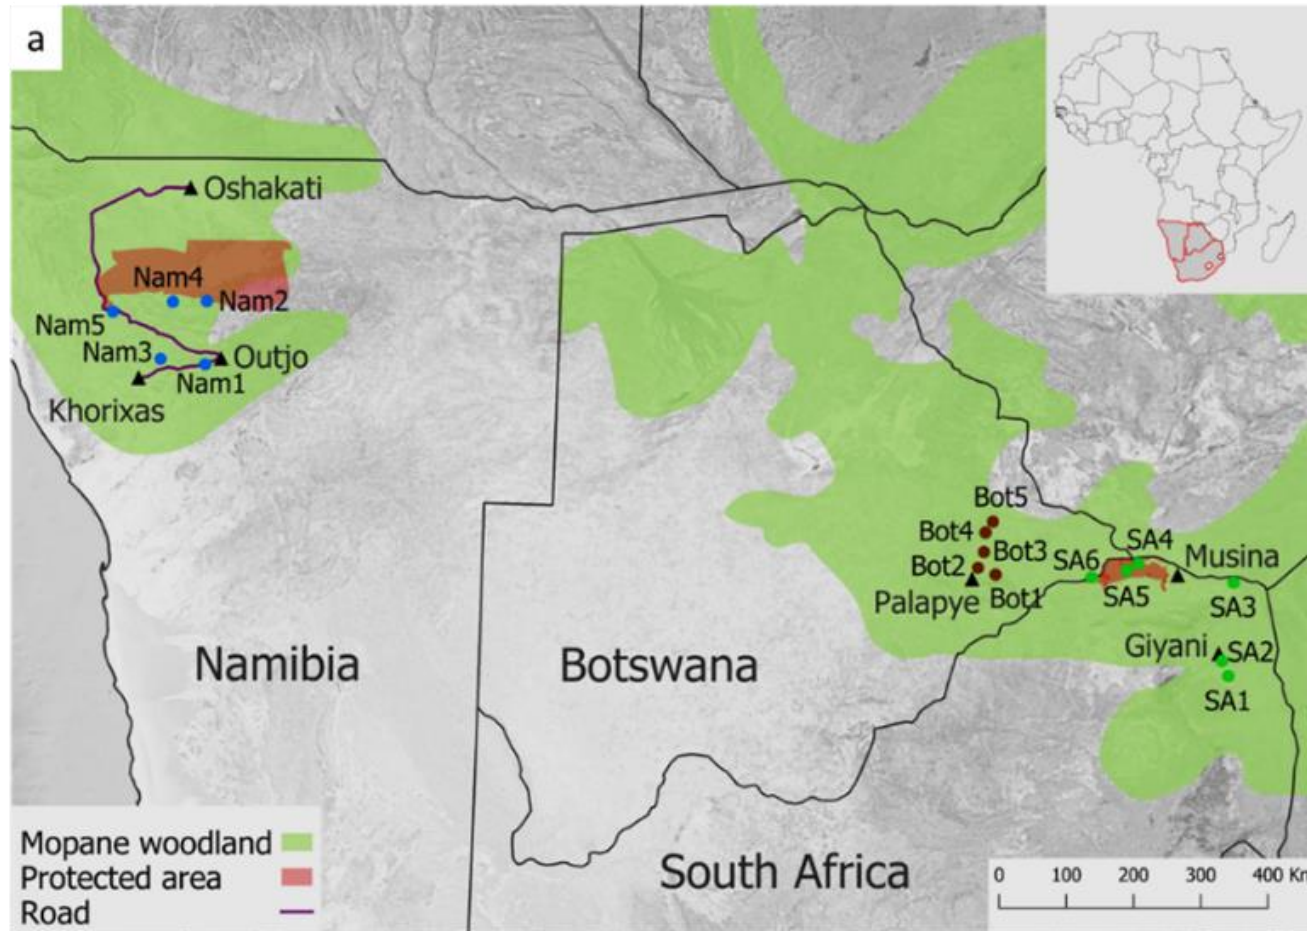 a
Oshakati
Nam4
Nam2
Nam5
Nam3
Outjo
Nam1
Khorixas
Bot5
Bot4
Bot3
Bot2
Bot1
Palapye
SA4
SA6
Musina
SA5
SA3
Giyani
SA2
SA1
Namibia
Botswana
South Africa
Mopane woodland
Protected area
Road
0 100 200 300 400 Km